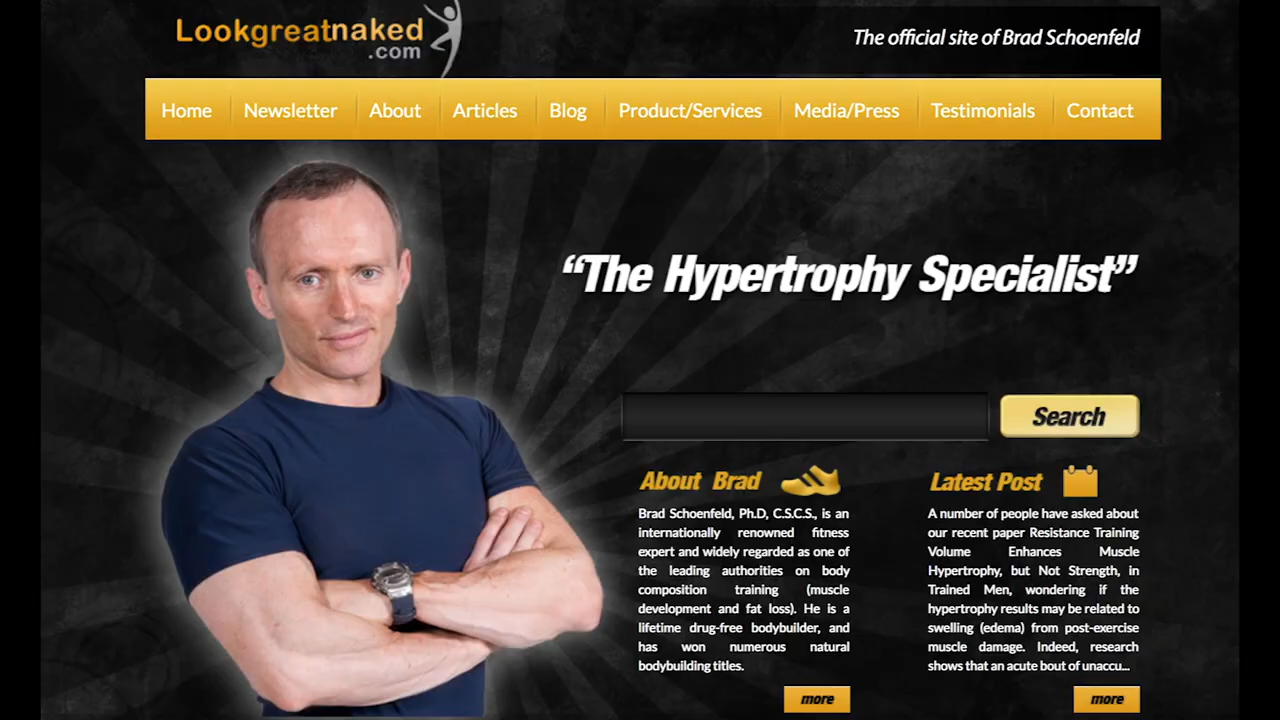 Lookgreatnaked
.com
The official site of Brad Schoenfeld
Home Newsletter About Articles Blog Product/Services Media/Press Testimonials Contact
“The Hypertrophy Specialist”
Search
About Brad
Brad Schoenfeld, Ph.D, C.S.C.S., is an
internationally renowned fitness
expert and widely regarded as one of
the leading authorities on body
composition training (muscle
development and fat loss). He is a
lifetime drug-free bodybuilder, and
has won numerous natural
bodybuilding titles.
more
Latest Post
A number of people have asked about
our recent paper Resistance Training
Volume Enhances Muscle
Hypertrophy, but Not Strength, in
Trained Men, wondering if the
hypertrophy results may be related to
swelling (edema) from post-exercise
muscle damage. Indeed, research
shows that an acute bout of unaccu...
more